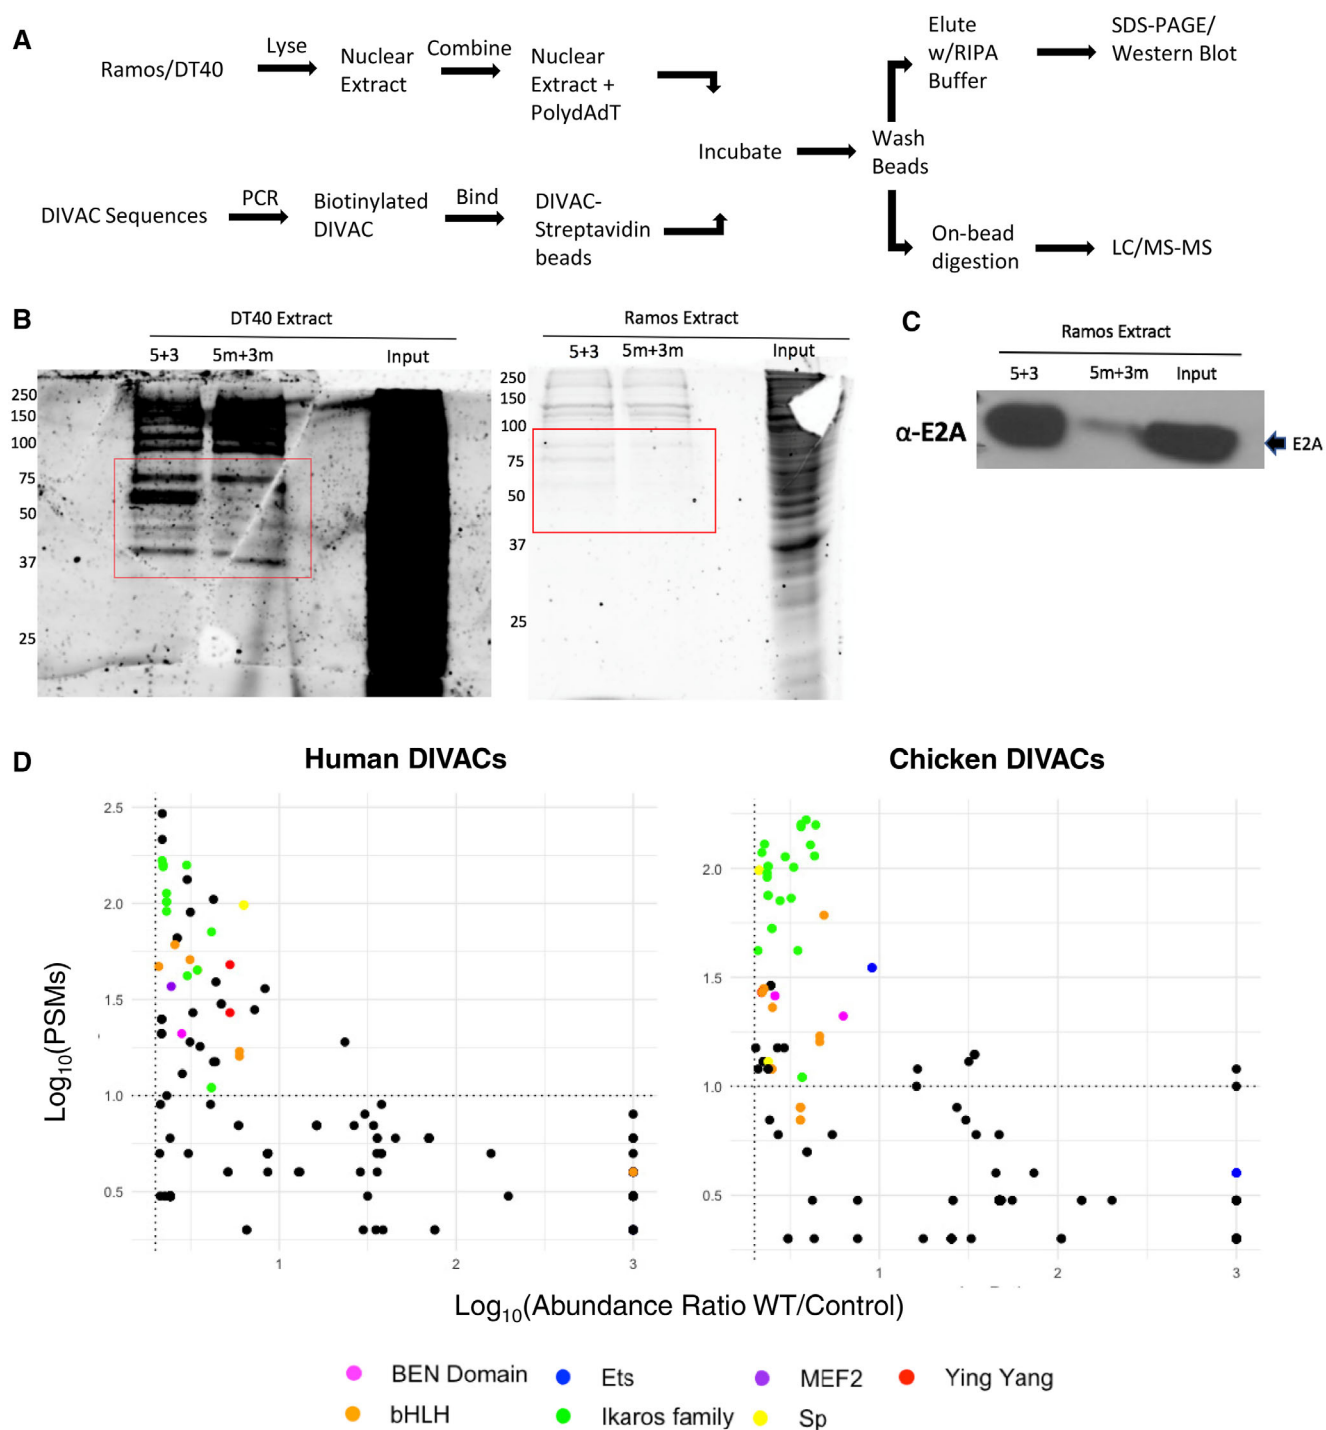 A
Ramos/DT40
Lyse
Nuclear
Extract
Combine
Nuclear
Extract +
PolydAdT
DIVAC Sequences
PCR
Biotinylated
DIVAC
Bind
DIVAC-
Streptavidin
beads
Incubate
Wash
Beads
Elute
w/RIPA
Buffer
SDS-PAGE/
Western Blot
On-bead
digestion
LC/MS-MS
B
DT40 Extract
5+3 5m+3m Input
250
150
100
75
50
37
25
Ramos Extract
5+3 5m+3m Input
250
150
100
75
50
37
25
C
Ramos Extract
5+3 5m+3m Input
α-E2A
E2A
D
Human DIVACs
Chicken DIVACs
Log10(PSMs)
2.5
2.0
1.5
1.0
0.5
1 2 3
2.0
1.5
1.0
0.5
1 2 3
Log10(Abundance Ratio WT/Control)
BEN Domain Ets MEF2 Ying Yang
bHLH Ikaros family Sp